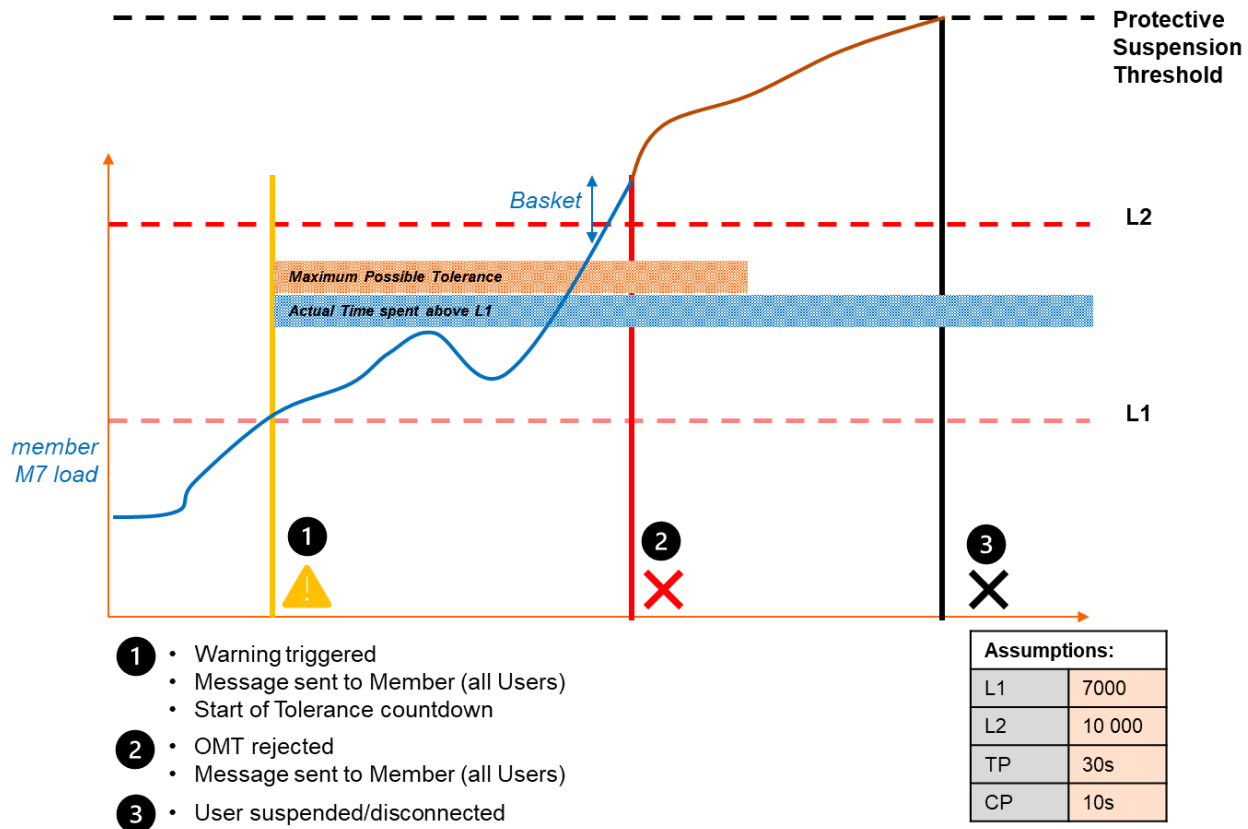 Protective
Suspension
Threshold
Basket
L2
Maximum Possible Tolerance
Actual Time spent above L1
L1
member
M7 load
1
2
3
1
• Warning triggered
• Message sent to Member (all Users)
• Start of Tolerance countdown
2
• OMT rejected
• Message sent to Member (all Users)
3
• User suspended/disconnected
Assumptions:
L1 7000
L2 10 000
TP 30s
CP 10s